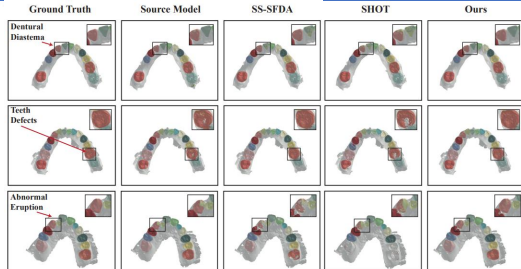 Ground Truth Source Model SS-SFDA SHOT Ours
Dentural
Diastema
Teeth
Defects
Abnormal
Eruption